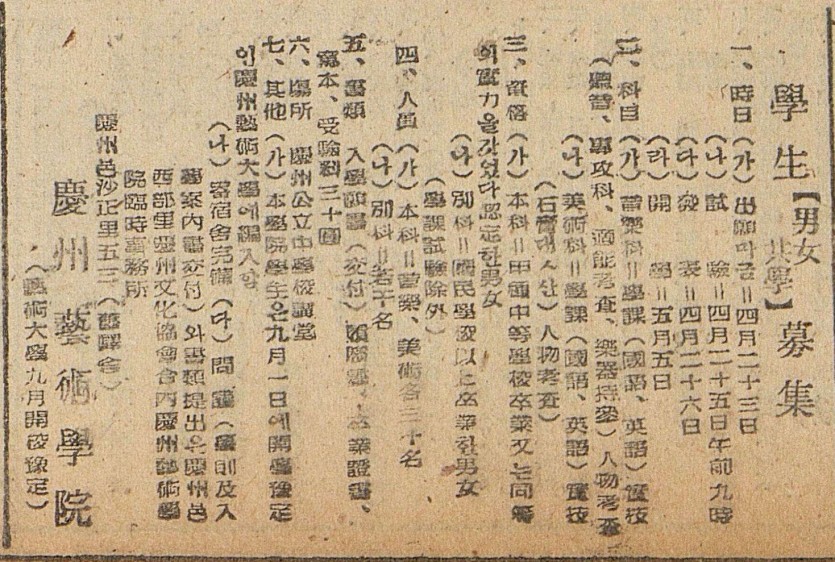 學生【男女共學】募集
一、時日 (가) 出願마금＝四月二十三日
(나) 試 驗＝四月二十五日午前九時
(다) 發 表＝四月二十六日
(라) 開 學＝五月五日
二、科目 (가) 音樂科＝學課(國語、英語)實技
(聽音、專攻科、適能考査、樂器持參)人物考査
(나) 美術科＝學課(國語、英語)實技
(石膏대ㅅ산)人物考査)
三、資格 (가) 本科＝甲種中等學校卒業又는同等
의實力을갖엇다認定한男女
(나) 別科＝國民學校以上卒業한男女
(學課試驗除外)
四、人員 (가) 本科＝音樂、美術各三十名
(나) 別科＝若干名
五、書類 入學願書(交付) 卒業證書、
寫本、受驗料三十圓
六、場所 慶州公立中學校講堂
七、其他 (가) 本學院學生은九月一日에開學豫定
인慶州藝術大學에編入함
(나) 寄宿舍完備 (다) 問議(學則及入
學案內書交付)와書類提出은慶州邑
西部里慶州文化協會舍內慶州藝術學
院臨時事務所
慶州邑沙正里五三(舊驛舍)
慶州藝術學院
(藝術大學九月開校豫定)